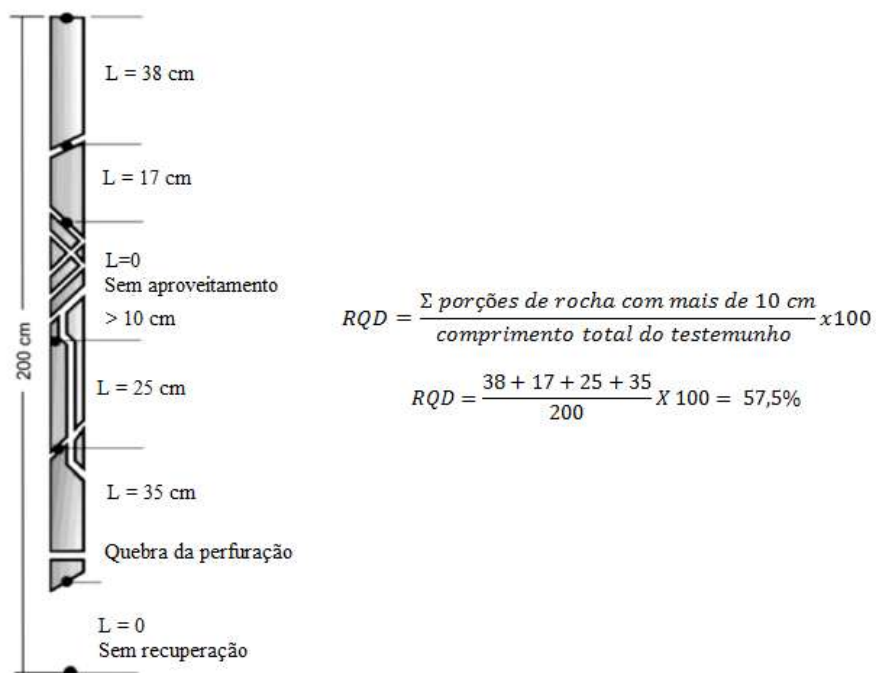 L = 38 cm
L = 17 cm
L=0
Sem aproveitamento
> 10 cm
200 cm
L = 25 cm
L = 35 cm
Quebra da perfuração
L = 0
Sem recuperação
RQD = Σ porções de rocha com mais de 10 cm / comprimento total do testemunho x100
RQD = 38 + 17 + 25 + 35 / 200 X 100 = 57,5%